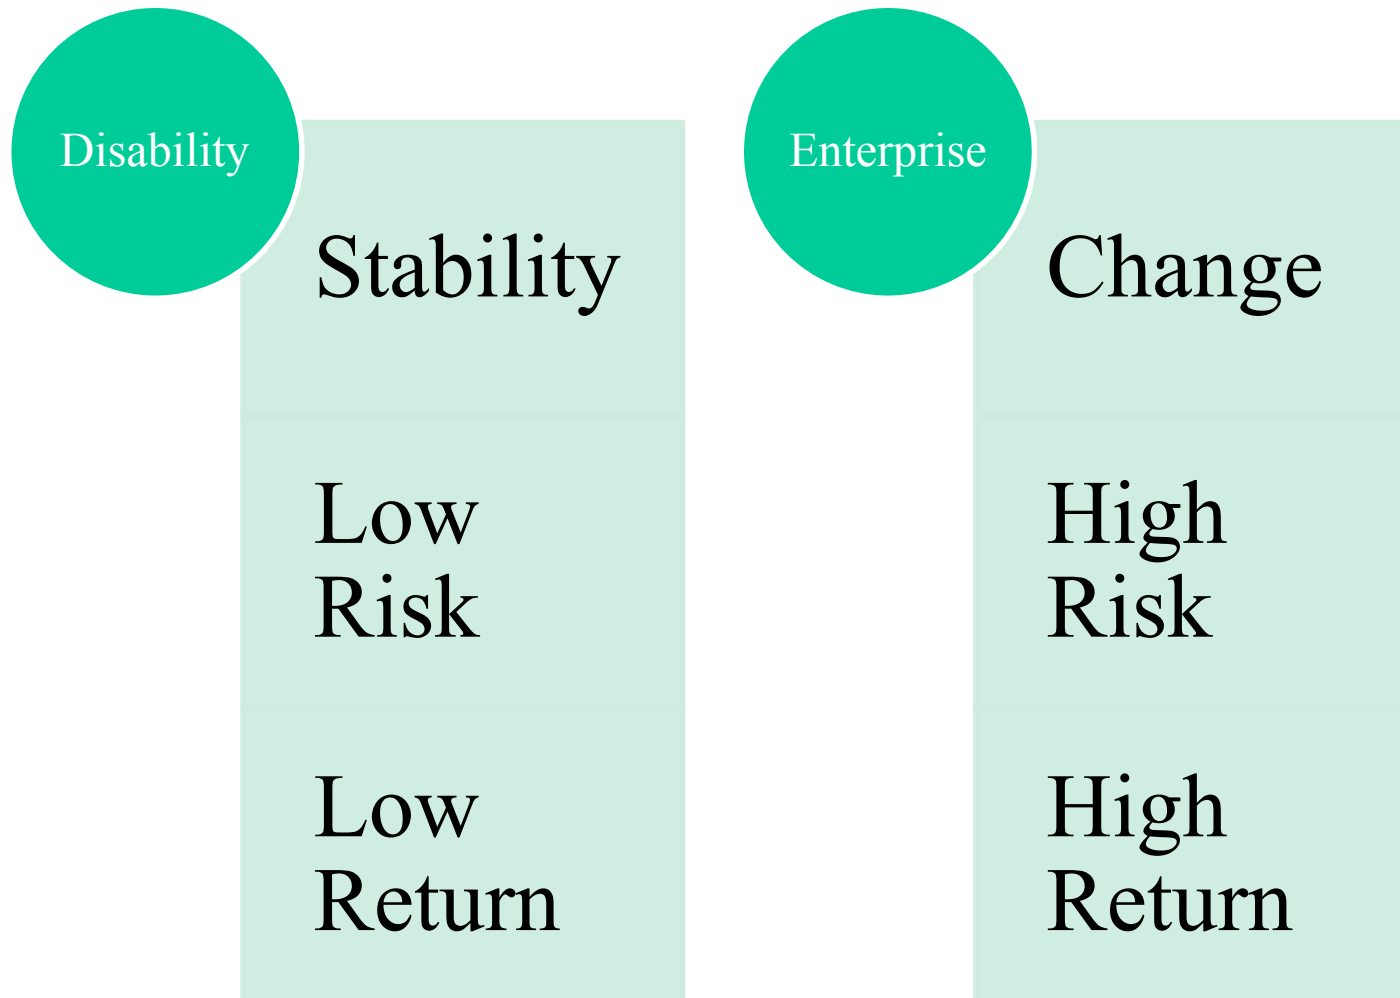 Disability
Stability
Low
Risk
Low
Return
Enterprise
Change
High
Risk
High
Return